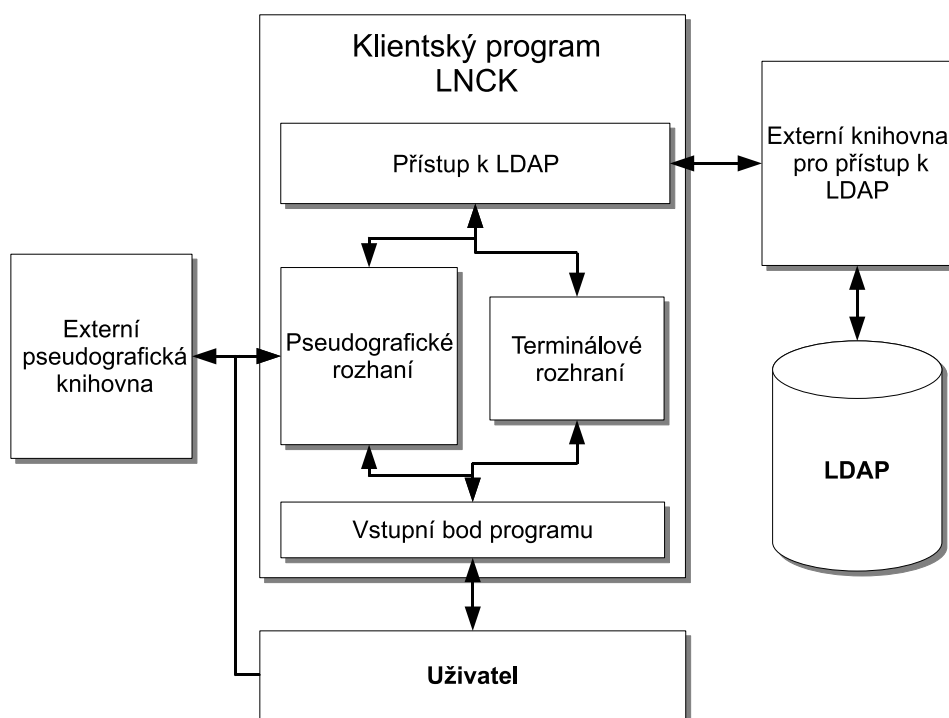 Klientský program
LNCK
Přístup k LDAP
Externí knihovna
pro přístup k
LDAP
Externí
pseudografická
knihovna
Pseudografické
rozhaní
Terminálové
rozhraní
LDAP
Vstupní bod programu
Uživatel